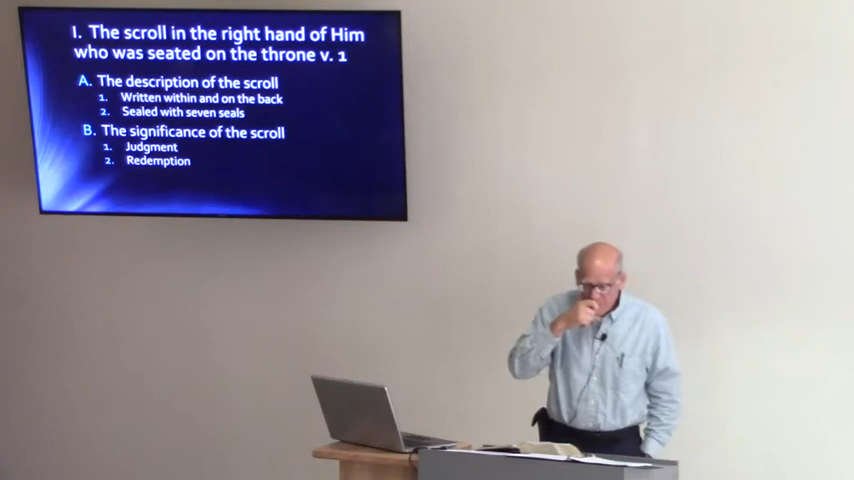 I. The scroll in the right hand of Him
who was seated on the throne v. 1
A. The description of the scroll
1. Written within and on the back
2. Sealed with seven seals
B. The significance of the scroll
1. Judgment
2. Redemption